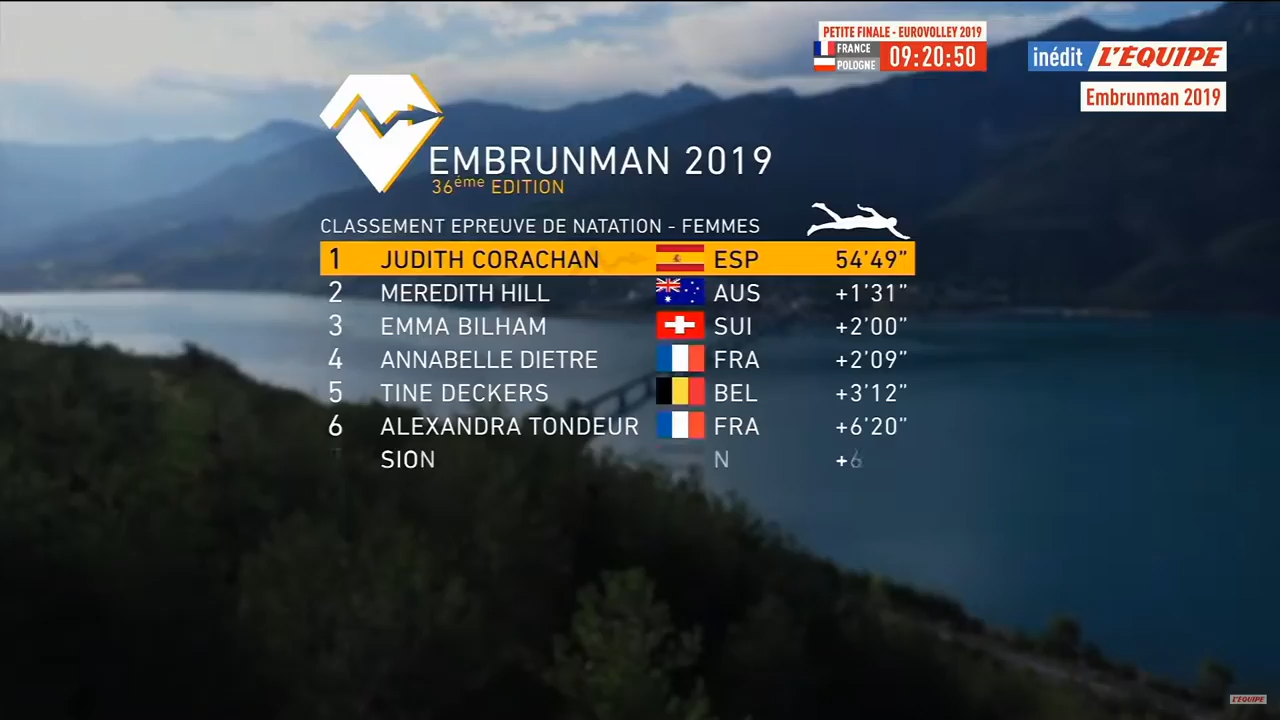 PETITE FINALE - EUROVOLLEY 2019
FRANCE
POLOGNE
09:20:50
inédit L'ÉQUIPE
Embrunman 2019
EMBRUNMAN 2019
36ème EDITION
CLASSEMENT EPREUVE DE NATATION - FEMMES
1 JUDITH CORACHAN ESP 54'49"
2 MEREDITH HILL AUS +1'31"
3 EMMA BILHAM SUI +2'00"
4 ANNABELLE DIETRE FRA +2'09"
5 TINE DECKERS BEL +3'12"
6 ALEXANDRA TONDEUR FRA +6'20"
SION N +6
L'ÉQUIPE